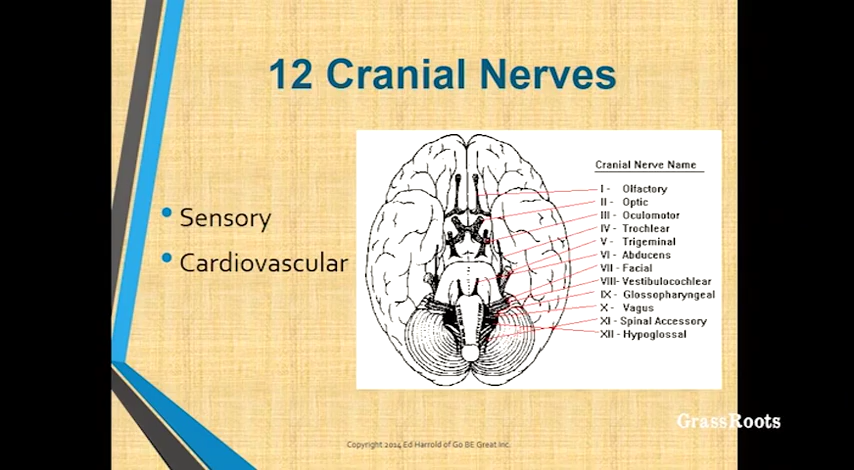 12 Cranial Nerves
• Sensory
• Cardiovascular
Cranial Nerve Name
I - Olfactory
II - Optic
III - Oculomotor
IV - Trochlear
V - Trigeminal
VI - Abducens
VII - Facial
VIII- Vestibulocochlear
IX - Glossopharyngeal
X - Vagus
XI - Spinal Accessory
XII - Hypoglossal
GrassRoots
Copyright 2014 Ed Harrold of Go BE Great Inc.